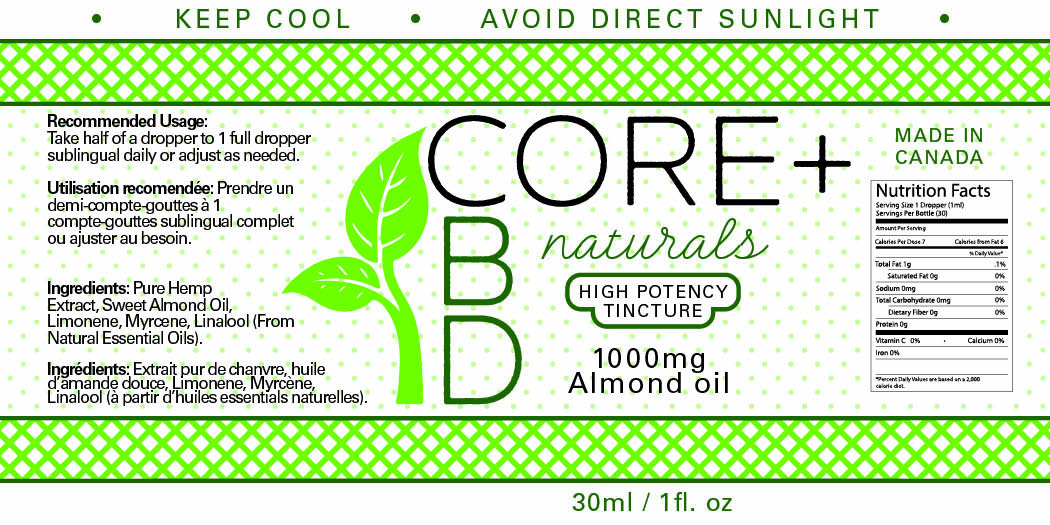 • KEEP COOL • AVOID DIRECT SUNLIGHT •
Recommended Usage:
Take half of a dropper to 1 full dropper
sublingual daily or adjust as needed.
Utilisation recomendée: Prendre un
demi-compte-gouttes à 1
compte-gouttes sublingual complet
ou ajuster au besoin.
Ingredients: Pure Hemp
Extract, Sweet Almond Oil,
Limonene, Myrcene, Linalool (From
Natural Essential Oils).
Ingrédients: Extrait pur de chanvre, huile
d'amande douce, Limonene, Myrcène,
Linalool (à partir d'huiles essentials naturelles).
CORE+
CBD
naturals
HIGH POTENCY
TINCTURE
1000mg
Almond oil
MADE IN
CANADA
Nutrition Facts
Serving Size 1 Dropper (1ml)
Servings Per Bottle (30)
Amount Per Serving
Calories Per Dose 7 Calories from Fat 6
% Daily Value*
Total Fat 1g .1%
Saturated Fat 0g 0%
Sodium 0mg 0%
Total Carbohydrate 0mg 0%
Dietary Fiber 0g 0%
Protein 0g
Vitamin C 0% • Calcium 0%
Iron 0%
*Percent Daily Values are based on a 2,000
calorie diet.
30ml / 1fl. oz